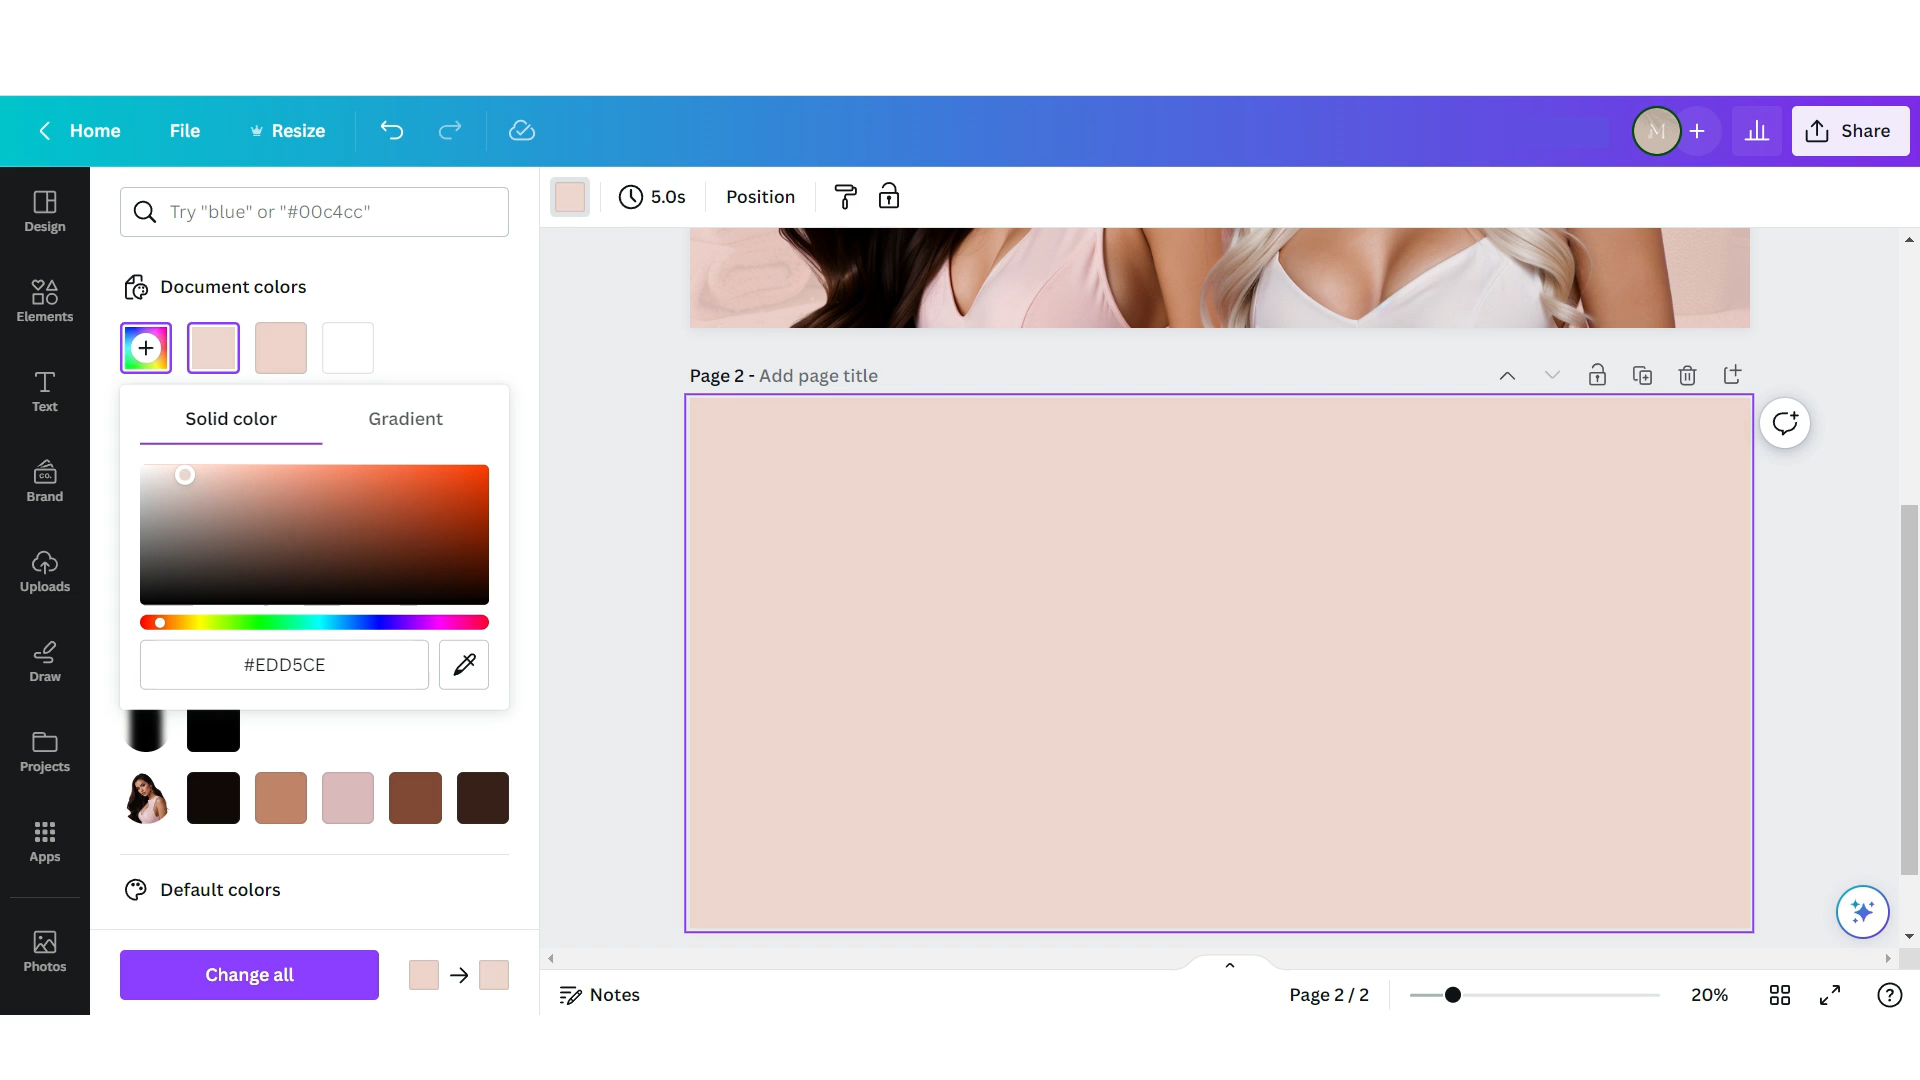 Home File Resize
M
Share
Try "blue" or "#00c4cc"
5.0s Position
Design
Elements
Text
CO.
Brand
Uploads
Draw
Projects
Apps
Photos
Document colors
Solid color Gradient
#EDD5CE
Default colors
Change all
Page 2 - Add page title
Notes
Page 2 / 2
20%
?